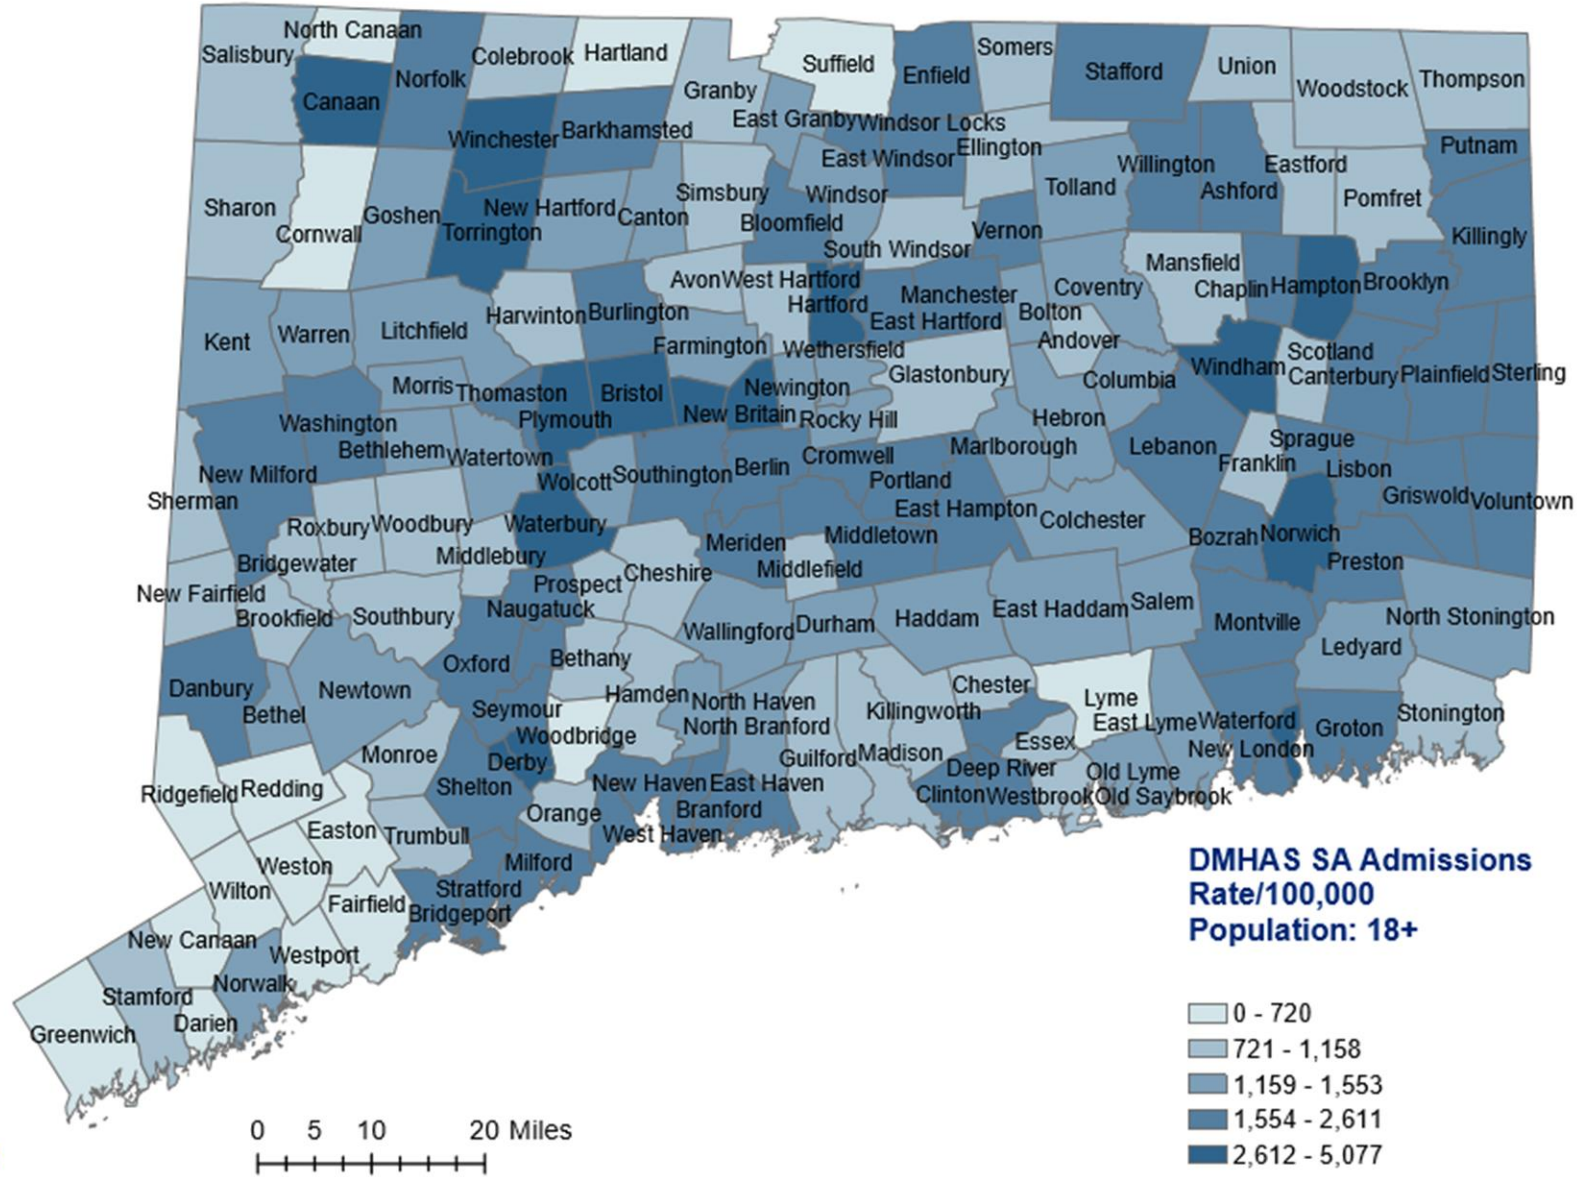 North Canaan
Salisbury
Colebrook
Hartland
Suffield
Somers
Enfield
Stafford
Union
Woodstock
Thompson
Canaan
Norfolk
Granby
Winchester
Barkhamsted
East Granby
Windsor Locks
Ellington
East Windsor
Willington
Eastford
Putnam
Sharon
Cornwall
Goshen
New Hartford
Torrington
Canton
Simsbury
Windsor
Bloomfield
Tolland
Ashford
Pomfret
Killingly
South Windsor
Vernon
Mansfield
Chaplin
Hampton
Brooklyn
Avon
West Hartford
Hartford
Manchester
East Hartford
Coventry
Bolton
Andover
Kent
Warren
Litchfield
Harwinton
Burlington
Farmington
Wethersfield
Glastonbury
Columbia
Windham
Scotland
Canterbury
Plainfield
Sterling
Morris
Thomaston
Plymouth
Bristol
New Britain
Newington
Rocky Hill
Hebron
Washington
Bethlehem
Watertown
New Milford
Sherman
Wolcott
Southington
Berlin
Cromwell
Portland
Marlborough
Lebanon
Franklin
Sprague
Lisbon
Griswold
Voluntown
East Hampton
Colchester
Roxbury
Woodbury
Waterbury
Middlebury
Bridgewater
Meriden
Middletown
Middlefield
Bozrah
Norwich
Preston
New Fairfield
Brookfield
Southbury
Prospect
Naugatuck
Cheshire
Wallingford
Durham
Haddam
East Haddam
Salem
Montville
North Stonington
Ledyard
Danbury
Bethel
Newtown
Oxford
Bethany
Hamden
North Haven
North Branford
Killingworth
Chester
Lyme
East Lyme
Waterford
New London
Groton
Stonington
Seymour
Woodbridge
Monroe
Derby
Shelton
Guilford
Madison
Essex
Deep River
Old Lyme
Clinton
Westbrook
Old Saybrook
New Haven
East Haven
Branford
West Haven
Orange
Ridgefield
Redding
Easton
Trumbull
Weston
Wilton
Milford
Stratford
Fairfield
Bridgeport
New Canaan
Westport
Norwalk
Stamford
Darien
Greenwich
DMHAS SA Admissions
Rate/100,000
Population: 18+
0 - 720
721 - 1,158
1,159 - 1,553
1,554 - 2,611
2,612 - 5,077
0 5 10 20 Miles